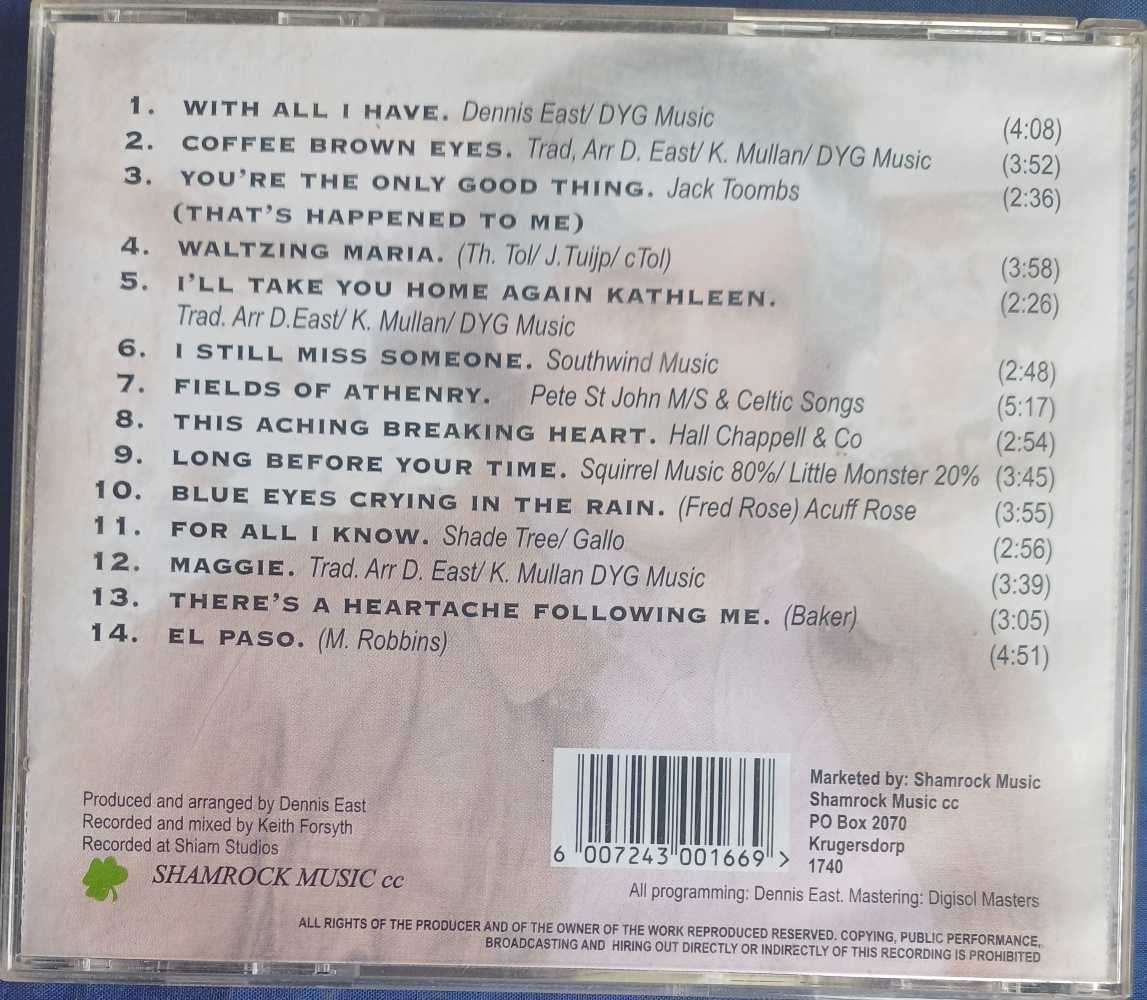 1. WITH ALL I HAVE. Dennis East/ DYG Music (4:08)
2. COFFEE BROWN EYES. Trad, Arr D. East/ K. Mullan/ DYG Music (3:52)
3. YOU'RE THE ONLY GOOD THING. Jack Toombs (2:36)
(THAT'S HAPPENED TO ME)
4. WALTZING MARIA. (Th. Tol/ J.Tuijp/ cTol) (3:58)
5. I'LL TAKE YOU HOME AGAIN KATHLEEN. (2:26)
Trad. Arr D.East/ K. Mullan/ DYG Music
6. I STILL MISS SOMEONE. Southwind Music (2:48)
7. FIELDS OF ATHENRY. Pete St John M/S & Celtic Songs (5:17)
8. THIS ACHING BREAKING HEART. Hall Chappell & Co (2:54)
9. LONG BEFORE YOUR TIME. Squirrel Music 80%/ Little Monster 20% (3:45)
10. BLUE EYES CRYING IN THE RAIN. (Fred Rose) Acuff Rose (3:55)
11. FOR ALL I KNOW. Shade Tree/ Gallo (2:56)
12. MAGGIE. Trad. Arr D. East/ K. Mullan DYG Music (3:39)
13. THERE'S A HEARTACHE FOLLOWING ME. (Baker) (3:05)
14. EL PASO. (M. Robbins) (4:51)
Produced and arranged by Dennis East
Recorded and mixed by Keith Forsyth
Recorded at Shiam Studios
SHAMROCK MUSIC cc
6 007243 001669 >
Marketed by: Shamrock Music
Shamrock Music cc
PO Box 2070
Krugersdorp
1740
All programming: Dennis East. Mastering: Digisol Masters
ALL RIGHTS OF THE PRODUCER AND OF THE OWNER OF THE WORK REPRODUCED RESERVED. COPYING, PUBLIC PERFORMANCE,
BROADCASTING AND HIRING OUT DIRECTLY OR INDIRECTLY OF THIS RECORDING IS PROHIBITED